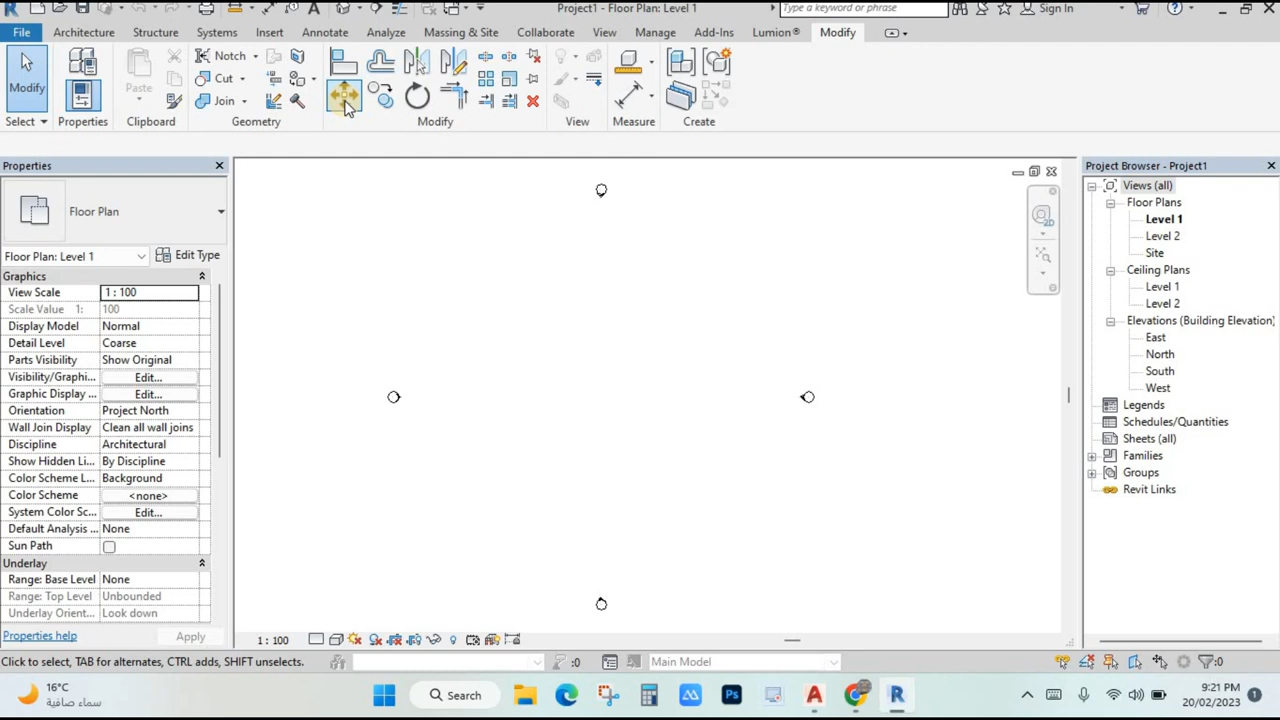 Project1 - Floor Plan: Level 1
Type a keyword or phrase
Sign In
File Architecture Structure Systems Insert Annotate Analyze Massing & Site Collaborate View Manage Add-Ins Lumion® Modify
Modify
Paste
Notch
Cut
Join
Select Properties Clipboard Geometry Modify View Measure Create
Properties
Floor Plan
Floor Plan: Level 1 Edit Type
Graphics
View Scale 1 : 100
Scale Value 1: 100
Display Model Normal
Detail Level Coarse
Parts Visibility Show Original
Visibility/Graphi... Edit...
Graphic Display ... Edit...
Orientation Project North
Wall Join Display Clean all wall joins
Discipline Architectural
Show Hidden Li... By Discipline
Color Scheme L... Background
Color Scheme <none>
System Color Sc... Edit...
Default Analysis ... None
Sun Path
Underlay
Range: Base Level None
Range: Top Level Unbounded
Underlay Orient... Look down
Properties help Apply
2D
Project Browser - Project1
Views (all)
Floor Plans
Level 1
Level 2
Site
Ceiling Plans
Level 1
Level 2
Elevations (Building Elevation)
East
North
South
West
Legends
Schedules/Quantities
Sheets (all)
Families
Groups
Revit Links
1 : 100
Click to select, TAB for alternates, CTRL adds, SHIFT unselects.
:0
Main Model
:0
16°C
سماء صافية
Search
Ps
A
R
9:21 PM
20/02/2023